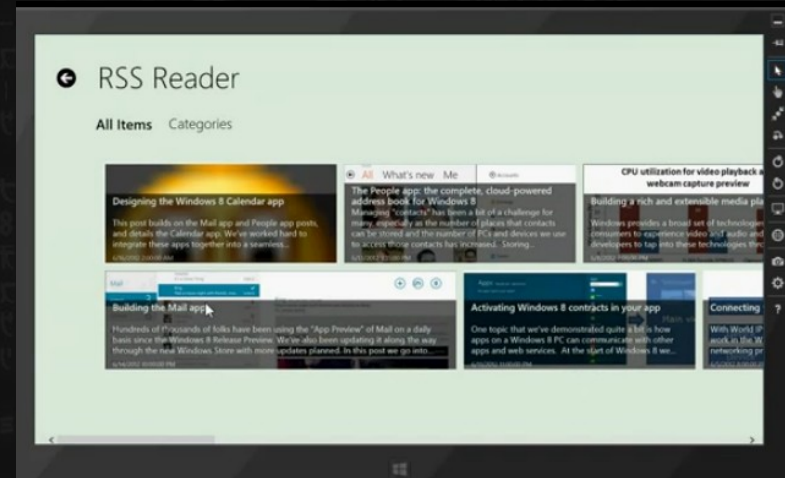 RSS Reader
All Items Categories
Designing the Windows 8 Calendar app
This post builds on the Mail app and People app posts,
and details the Calendar app. We've worked hard to
integrate these apps together into a seamless...
All What's new Me
Accounts
The People app: the complete, cloud-powered
address book for Windows 8
Managing "contacts" has been a bit of a challenge for
many, especially as the number of places that contacts
can be stored and the number of PCs and devices we use
to access those contacts has increased. Storing...
CPU utilization for video playback a
webcam capture preview
Building a rich and extensible media pla
Windows provides a broad set of technologie
consumers to experience video and audio and
developers to tap into these technologies thro
Mail
Building the Mail app
Hundreds of thousands of folks have been using the "App Preview" of Mail on a daily
basis since the Windows 8 Release Preview. We've also been updating it along the way
through the new Windows Store with more updates planned. In this post we go into...
Apps
Activating Windows 8 contracts in your app
One topic that we've demonstrated quite a bit is how
apps on a Windows 8 PC can communicate with other
apps and web services. At the start of Windows 8 we...
Connecting
With World IP
work in the W
networking pr